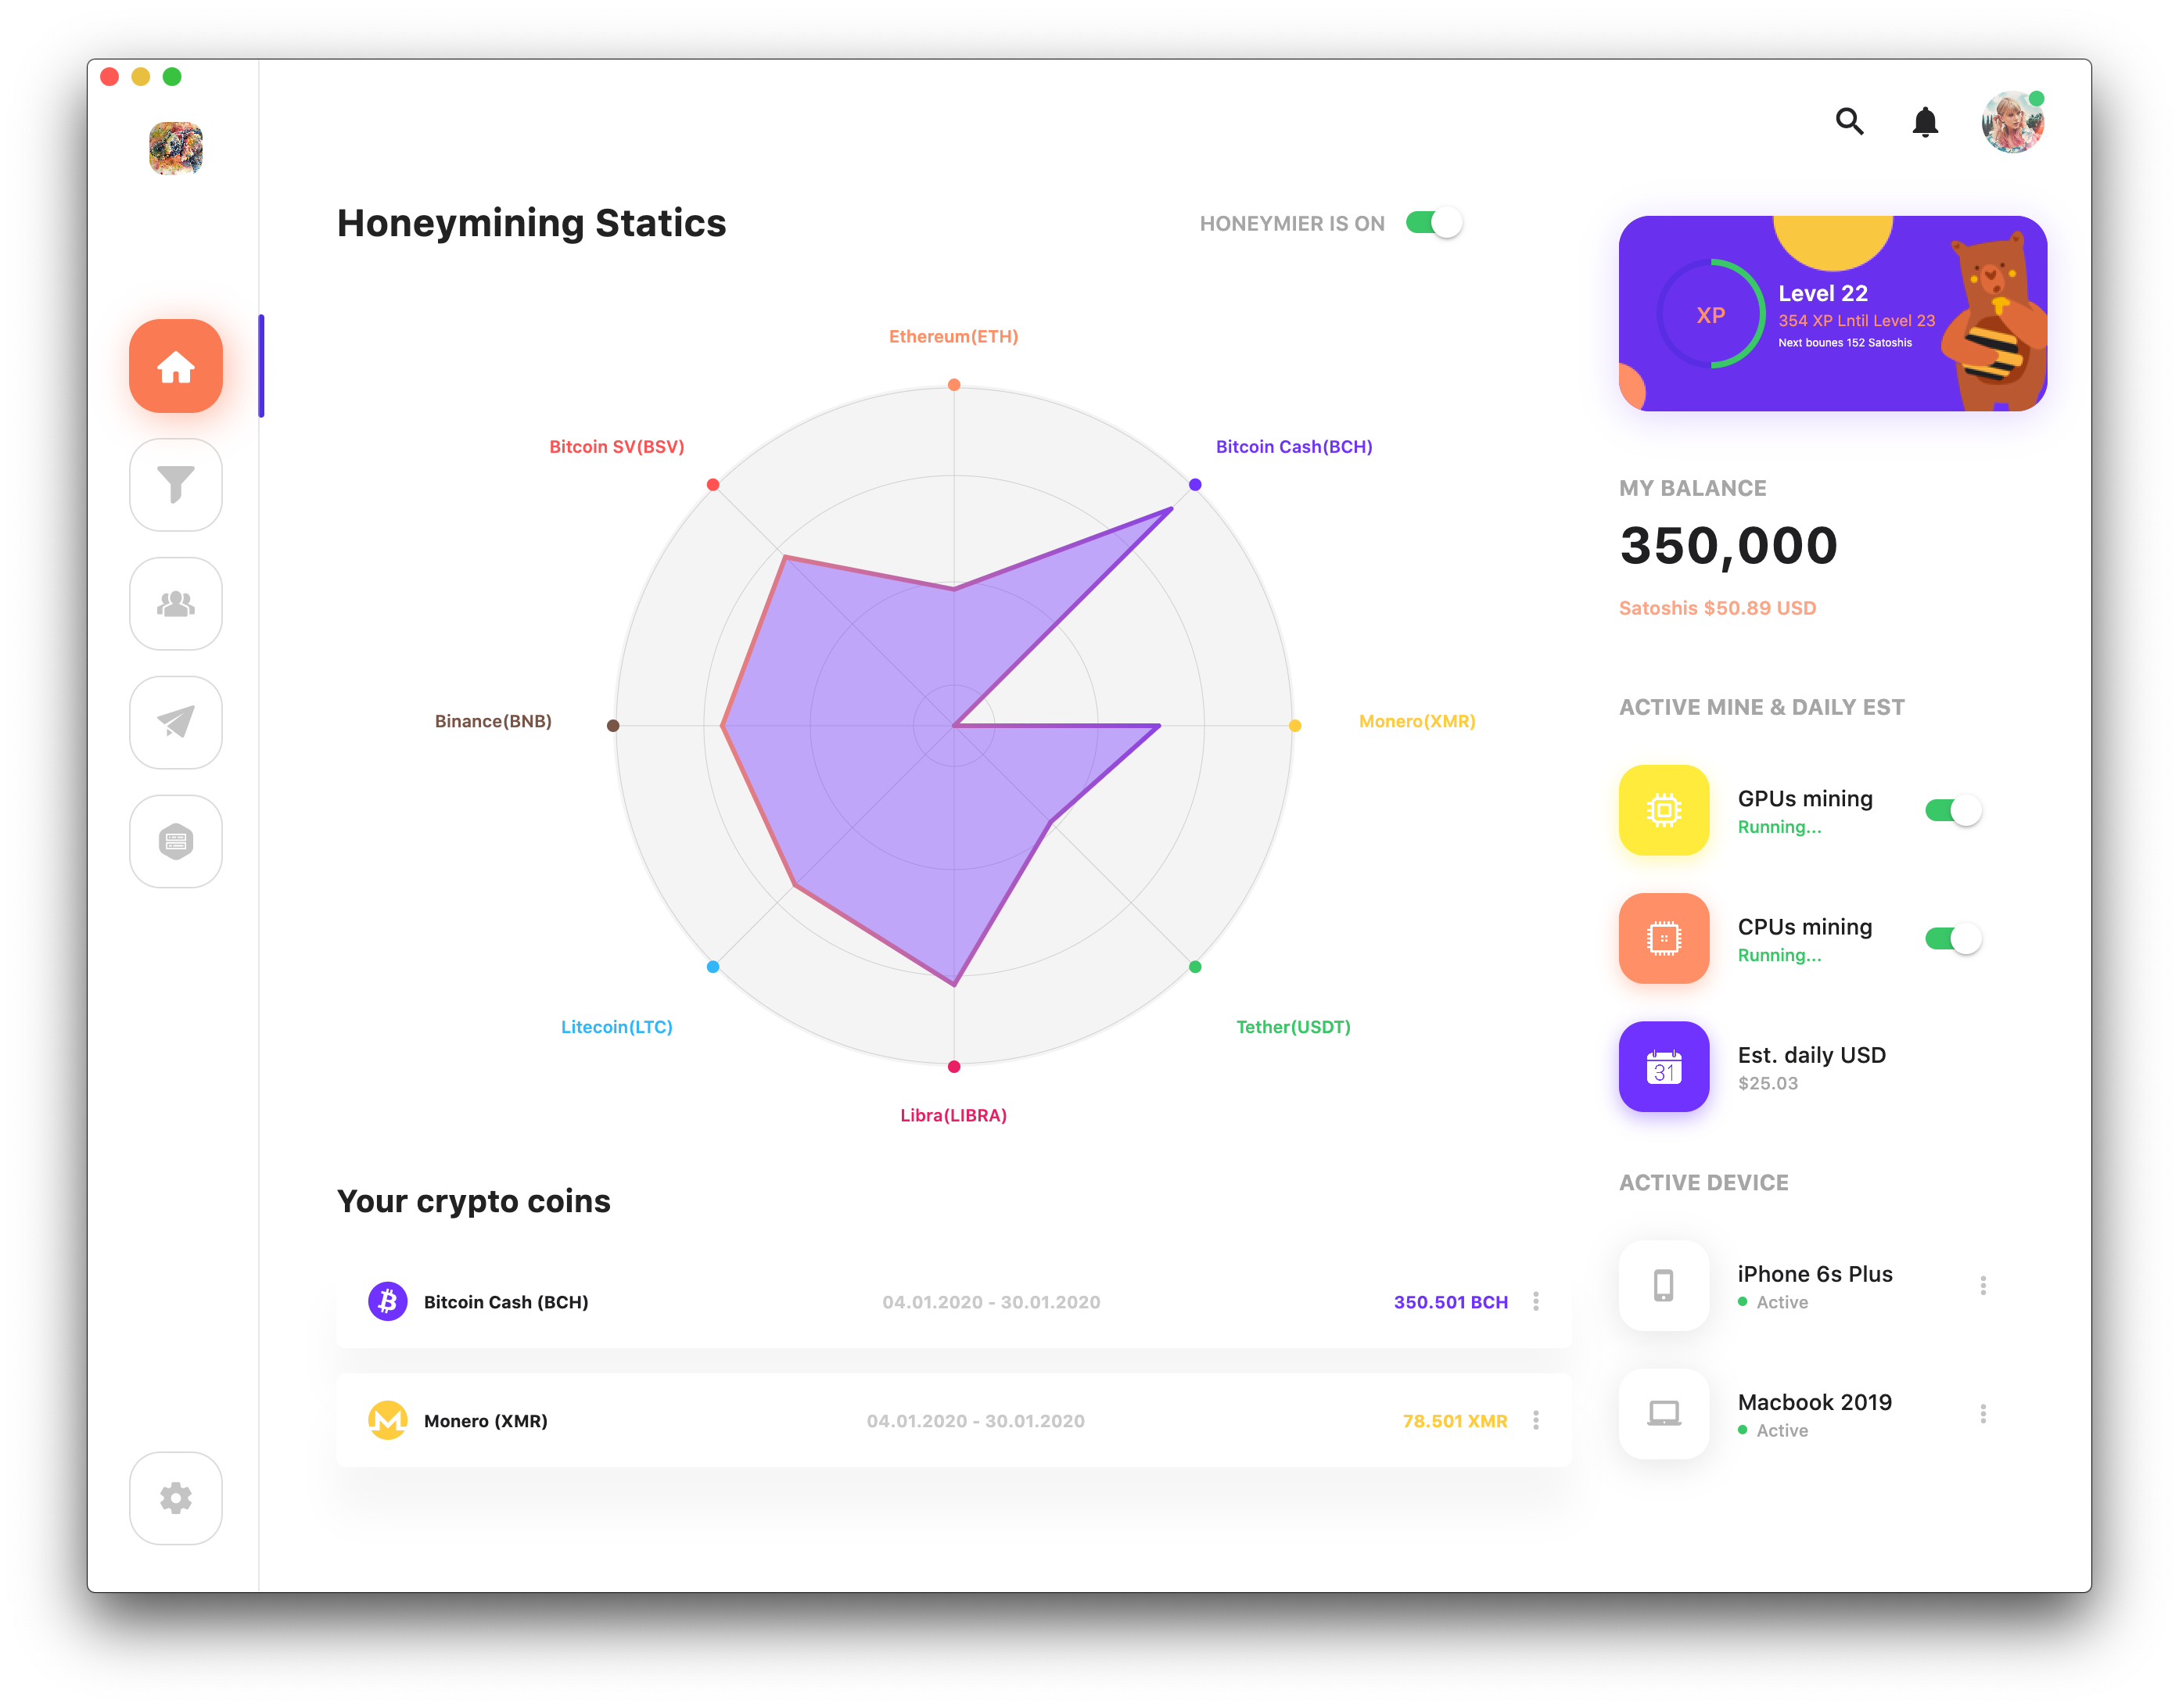 Honeymining Statics
HONEYMIER IS ON
Ethereum(ETH)
Bitcoin SV(BSV)
Bitcoin Cash(BCH)
Binance(BNB)
Monero(XMR)
Litecoin(LTC)
Tether(USDT)
Libra(LIBRA)
Your crypto coins
Bitcoin Cash (BCH)
04.01.2020 - 30.01.2020
350.501 BCH
Monero (XMR)
04.01.2020 - 30.01.2020
78.501 XMR
XP
Level 22
354 XP Lntil Level 23
Next bounes 152 Satoshis
MY BALANCE
350,000
Satoshis $50.89 USD
ACTIVE MINE & DAILY EST
GPUs mining
Running...
CPUs mining
Running...
31
Est. daily USD
$25.03
ACTIVE DEVICE
iPhone 6s Plus
Active
Macbook 2019
Active